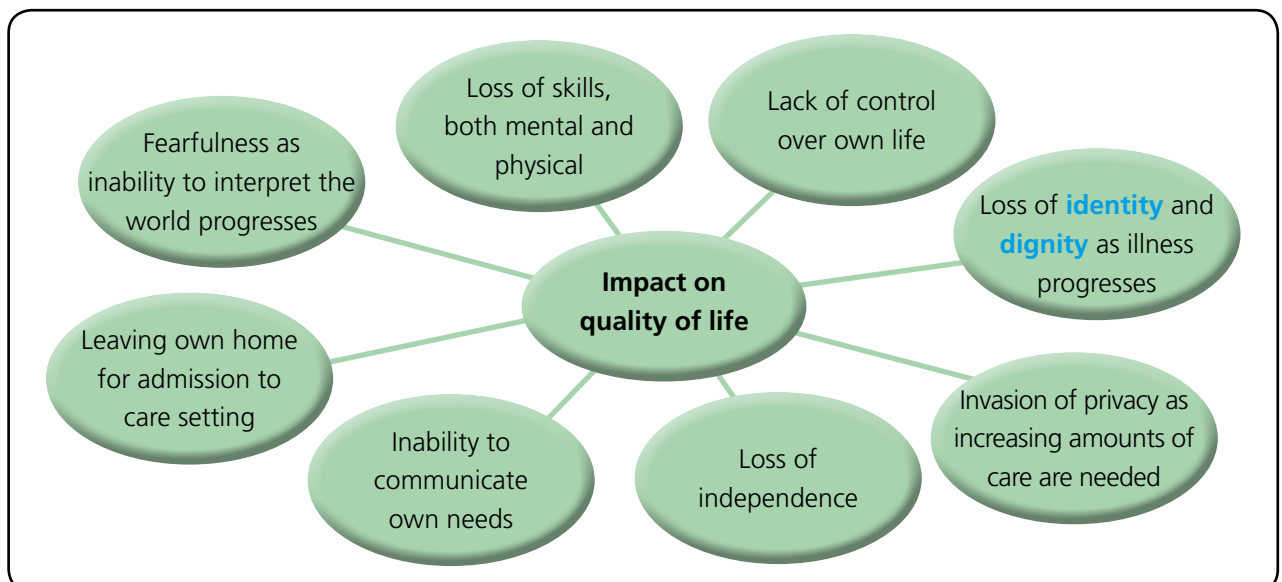 Loss of skills,
both mental and
physical
Lack of control
over own life
Fearfulness as
inability to interpret the
world progresses
Loss of identity and
dignity as illness
progresses
Impact on
quality of life
Leaving own home
for admission to
care setting
Inability to
communicate
own needs
Loss of
independence
Invasion of privacy as
increasing amounts of
care are needed